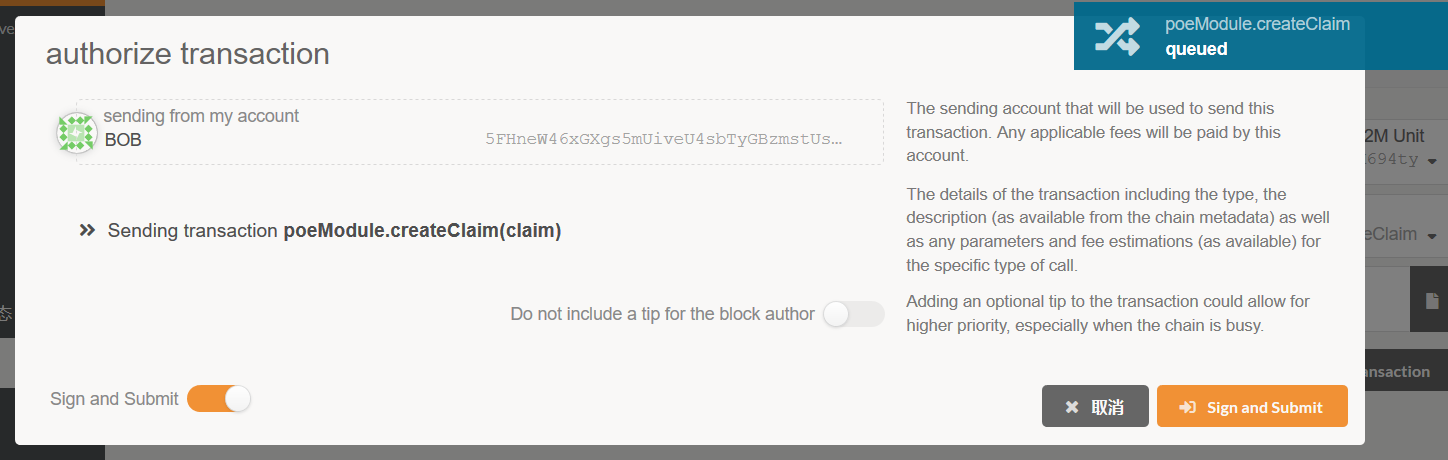 ve
poeModule.createClaim
queued
authorize transaction
sending from my account
BOB
5FHneW46xGXgs5mUiveU4sbTyGBzmstUs…
The sending account that will be used to send this
transaction. Any applicable fees will be paid by this
account.
2M Unit
694ty
Sending transaction poeModule.createClaim(claim)
The details of the transaction including the type, the
description (as available from the chain metadata) as well
as any parameters and fee estimations (as available) for
the specific type of call.
eClaim
态
Do not include a tip for the block author
Adding an optional tip to the transaction could allow for
higher priority, especially when the chain is busy.
ansaction
Sign and Submit
取消
Sign and Submit